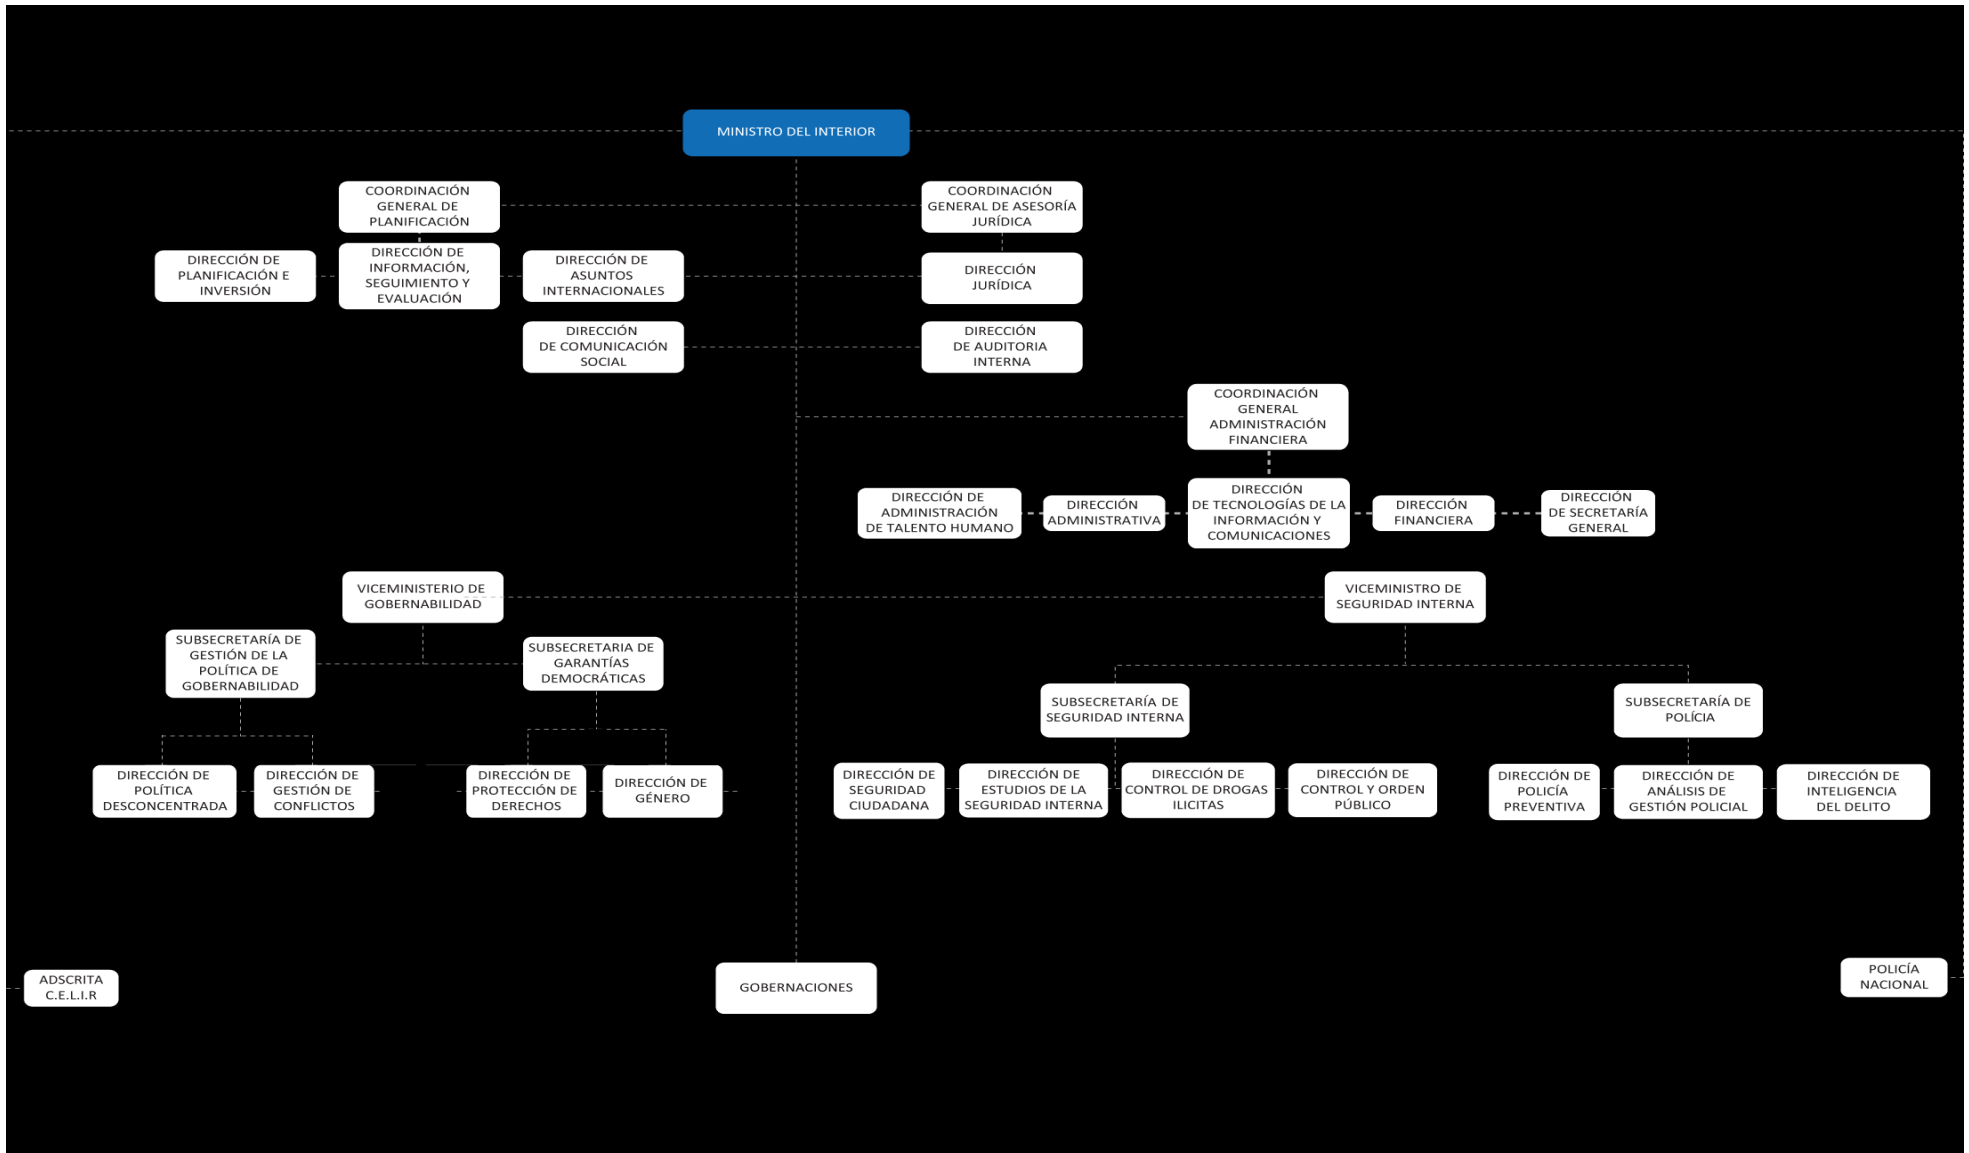 MINISTRO DEL INTERIOR
COORDINACIÓN
GENERAL DE
PLANIFICACIÓN
COORDINACIÓN
GENERAL DE ASESORÍA
JURÍDICA
DIRECCIÓN DE
PLANIFICACIÓN E
INVERSIÓN
DIRECCIÓN DE
INFORMACIÓN,
SEGUIMIENTO Y
EVALUACIÓN
DIRECCIÓN DE
ASUNTOS
INTERNACIONALES
DIRECCIÓN
JURÍDICA
DIRECCIÓN
DE COMUNICACIÓN
SOCIAL
DIRECCIÓN
DE AUDITORIA
INTERNA
COORDINACIÓN
GENERAL
ADMINISTRACIÓN
FINANCIERA
DIRECCIÓN DE
ADMINISTRACIÓN
DE TALENTO HUMANO
DIRECCIÓN
ADMINISTRATIVA
DIRECCIÓN
DE TECNOLOGÍAS DE LA
INFORMACIÓN Y
COMUNICACIONES
DIRECCIÓN
FINANCIERA
DIRECCIÓN
DE SECRETARÍA
GENERAL
VICEMINISTERIO DE
GOBERNABILIDAD
VICEMINISTRO DE
SEGURIDAD INTERNA
SUBSECRETARÍA DE
GESTIÓN DE LA
POLÍTICA DE
GOBERNABILIDAD
SUBSECRETARIA DE
GARANTÍAS
DEMOCRÁTICAS
SUBSECRETARÍA DE
SEGURIDAD INTERNA
SUBSECRETARÍA DE
POLÍCIA
DIRECCIÓN DE
POLÍTICA
DESCONCENTRADA
DIRECCIÓN DE
GESTIÓN DE
CONFLICTOS
DIRECCIÓN DE
PROTECCIÓN DE
DERECHOS
DIRECCIÓN DE
GÉNERO
DIRECCIÓN DE
SEGURIDAD
CIUDADANA
DIRECCIÓN DE
ESTUDIOS DE LA
SEGURIDAD INTERNA
DIRECCIÓN DE
CONTROL DE DROGAS
ILICITAS
DIRECCIÓN DE
CONTROL Y ORDEN
PÚBLICO
DIRECCIÓN DE
POLICÍA
PREVENTIVA
DIRECCIÓN DE
ANÁLISIS DE
GESTIÓN POLICIAL
DIRECCIÓN DE
INTELIGENCIA
DEL DELITO
ADSCRITA
C.E.L.I.R
GOBERNACIONES
POLICÍA
NACIONAL